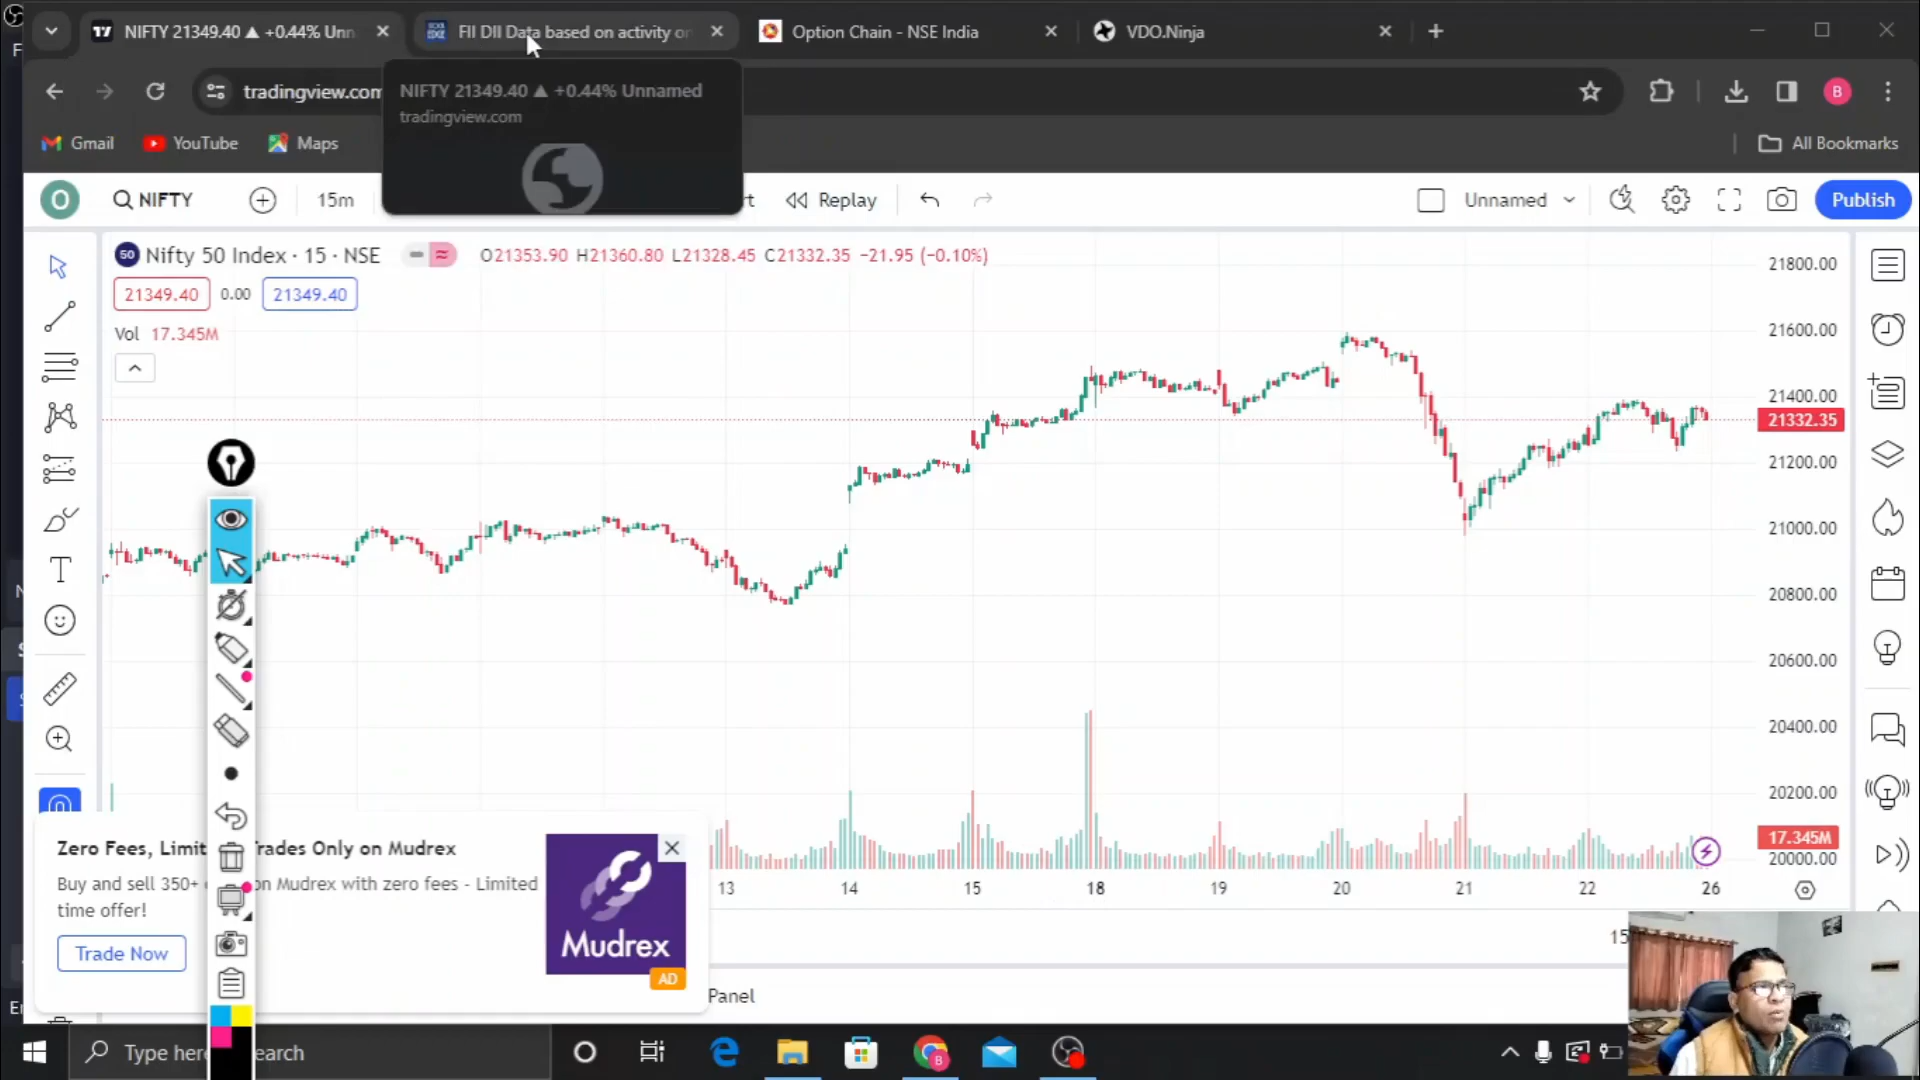 NIFTY 21349.40 ▲ +0.44% Unn
FII DII Data based on activity on
Option Chain - NSE India
VDO.Ninja
tradingview.com
NIFTY 21349.40 ▲ +0.44% Unnamed
tradingview.com
B
Gmail
YouTube
Maps
All Bookmarks
O
NIFTY
15m
Replay
Unnamed
Publish
50
Nifty 50 Index · 15 · NSE
O21353.90 H21360.80 L21328.45 C21332.35 −21.95 (−0.10%)
21349.40
0.00
21349.40
Vol 17.345M
21800.00
21600.00
21400.00
21332.35
21200.00
21000.00
20800.00
20600.00
20400.00
20200.00
17.345M
20000.00
13
14
15
18
19
20
21
22
26
15
Zero Fees, Limit
rades Only on Mudrex
Buy and sell 350+
on Mudrex with zero fees - Limited
time offer!
Trade Now
Mudrex
AD
Panel
Type here
earch